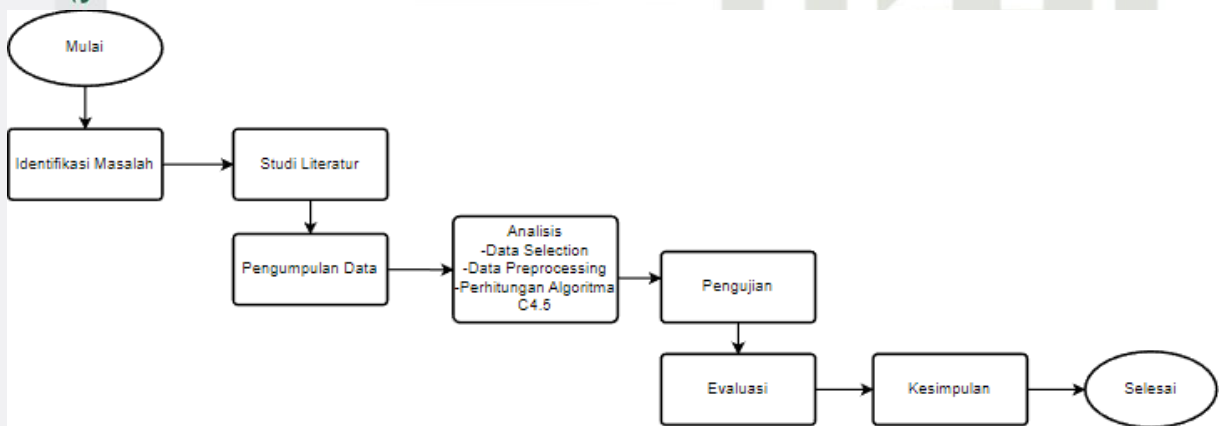 Mulai
Identifikasi Masalah
Studi Literatur
Pengumpulan Data
Analisis
-Data Selection
-Data Preprocessing
-Perhitungan Algoritma
C4.5
Pengujian
Evaluasi
Kesimpulan
Selesai